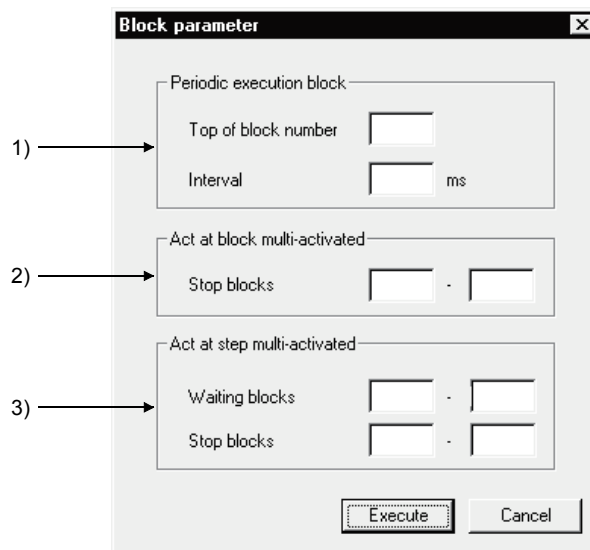 Block parameter
Periodic execution block
1)
Top of block number
Interval ms
Act at block multi-activated
2)
Stop blocks -
Act at step multi-activated
3)
Waiting blocks -
Stop blocks -
Execute Cancel